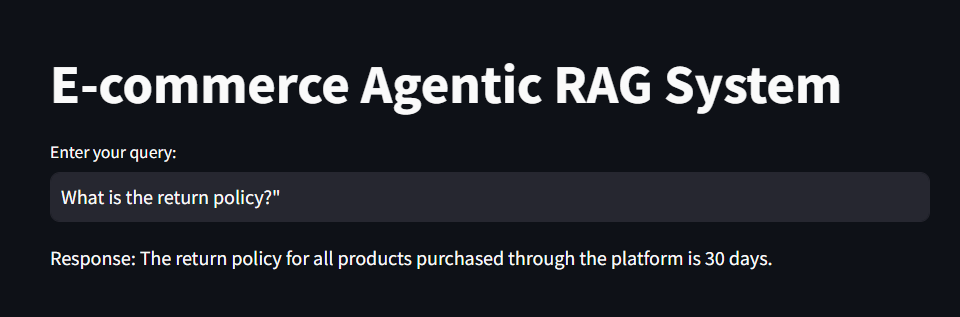 E-commerce Agentic RAG System
Enter your query:
What is the return policy?"
Response: The return policy for all products purchased through the platform is 30 days.